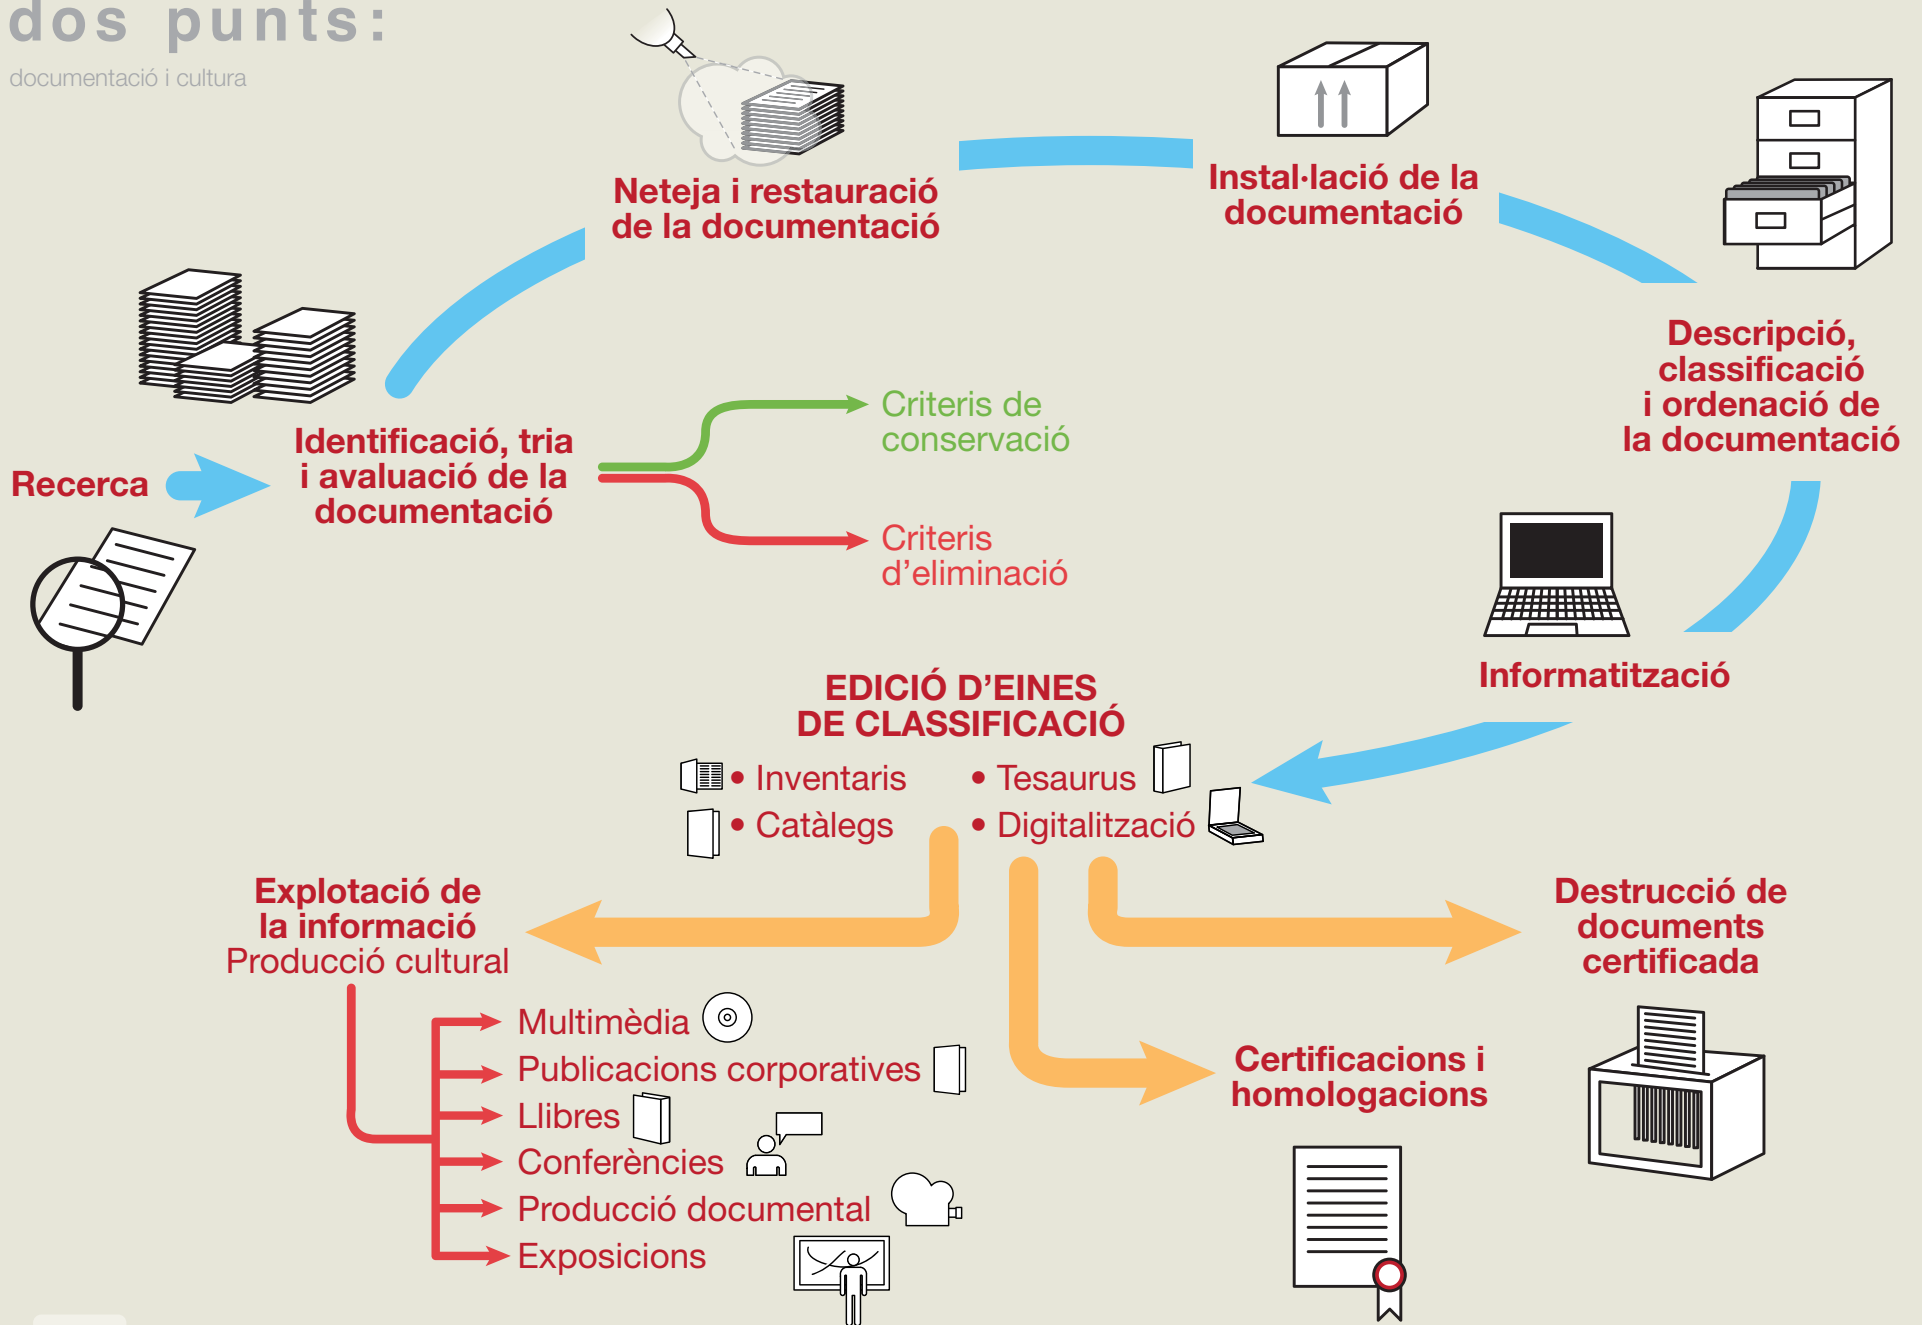 dos punts:
documentació i cultura
Neteja i restauració
de la documentació
Instal·lació de la
documentació
Descripció,
classificació
i ordenació de
la documentació
Identificació, tria
i avaluació de la
documentació
Recerca
Criteris de
conservació
Criteris
d’eliminació
Informatització
EDICIÓ D’EINES
DE CLASSIFICACIÓ
• Inventaris
• Catàlegs
• Tesaurus
• Digitalització
Explotació de
la informació
Producció cultural
Multimèdia
Publicacions corporatives
Llibres
Conferències
Producció documental
Exposicions
Certificacions i
homologacions
Destrucció de
documents
certificada